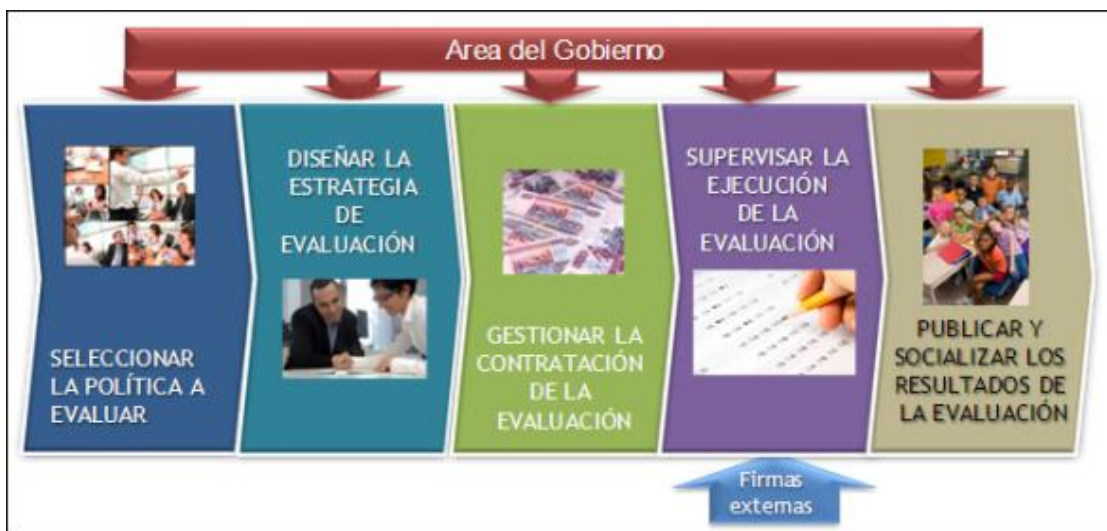 Area del Gobierno
SELECCIONAR
LA POLÍTICA A
EVALUAR
DISEÑAR LA
ESTRATEGIA
DE
EVALUACIÓN
GESTIONAR LA
CONTRATACIÓN
DE LA
EVALUACIÓN
SUPERVISAR LA
EJECUCIÓN
DE LA
EVALUACIÓN
PUBLICAR Y
SOCIALIZAR LOS
RESULTADOS DE
LA EVALUACIÓN
Firmas
externas